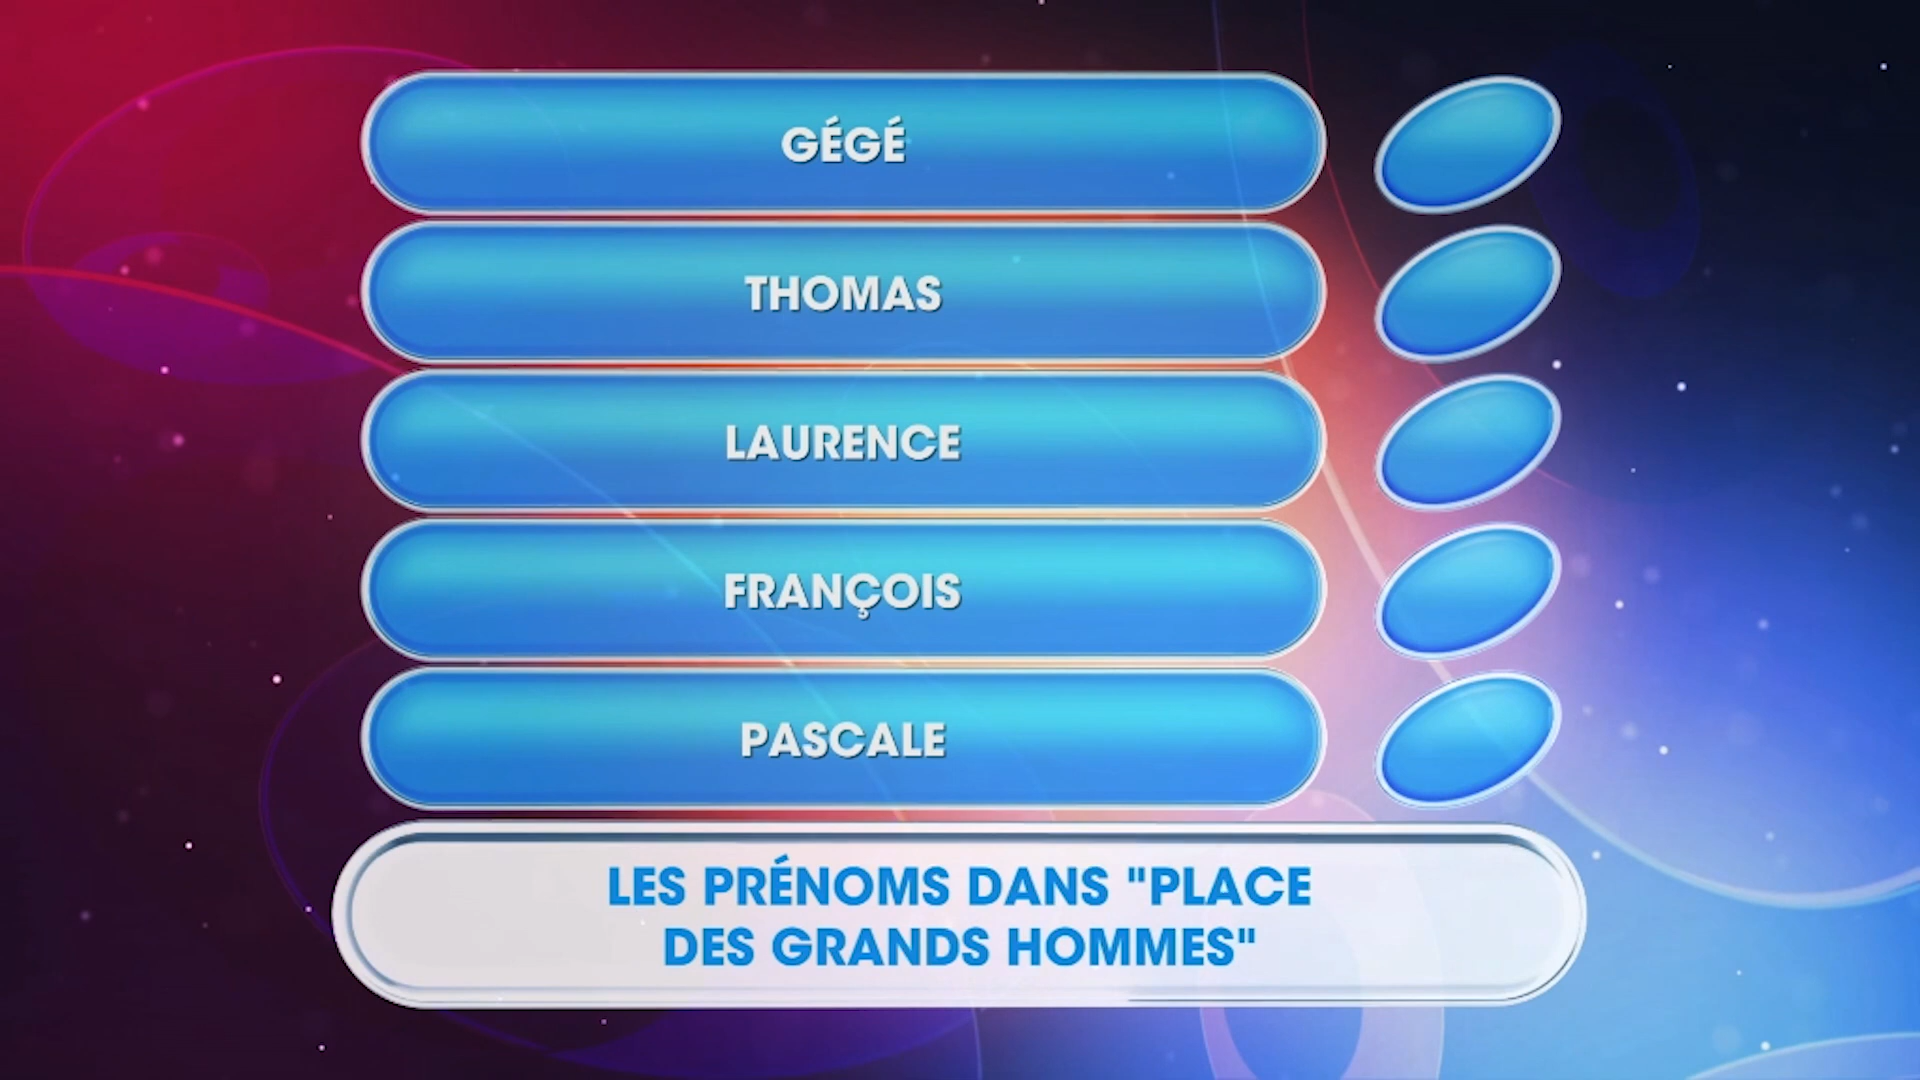 GÉGÉ
THOMAS
LAURENCE
FRANÇOIS
PASCALE
LES PRÉNOMS DANS "PLACE
DES GRANDS HOMMES"